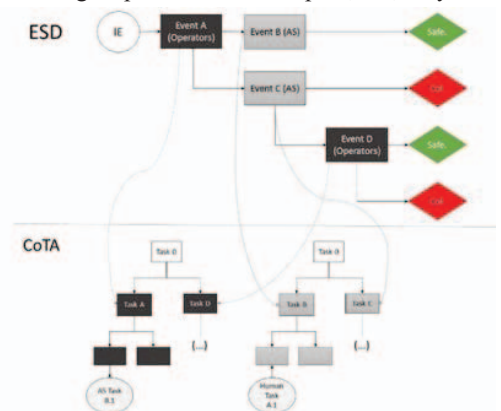 ESD
IE
Event A
(Operators)
Event B (AS)
Safe.
Event C (AS)
Col.
Event D
(Operators)
Safe.
Col.
CoTA
Task 0
Task 0
Task A
Task D
Task B
Task C
(...)
(...)
AS Task
B.1
Human
Task
A.1